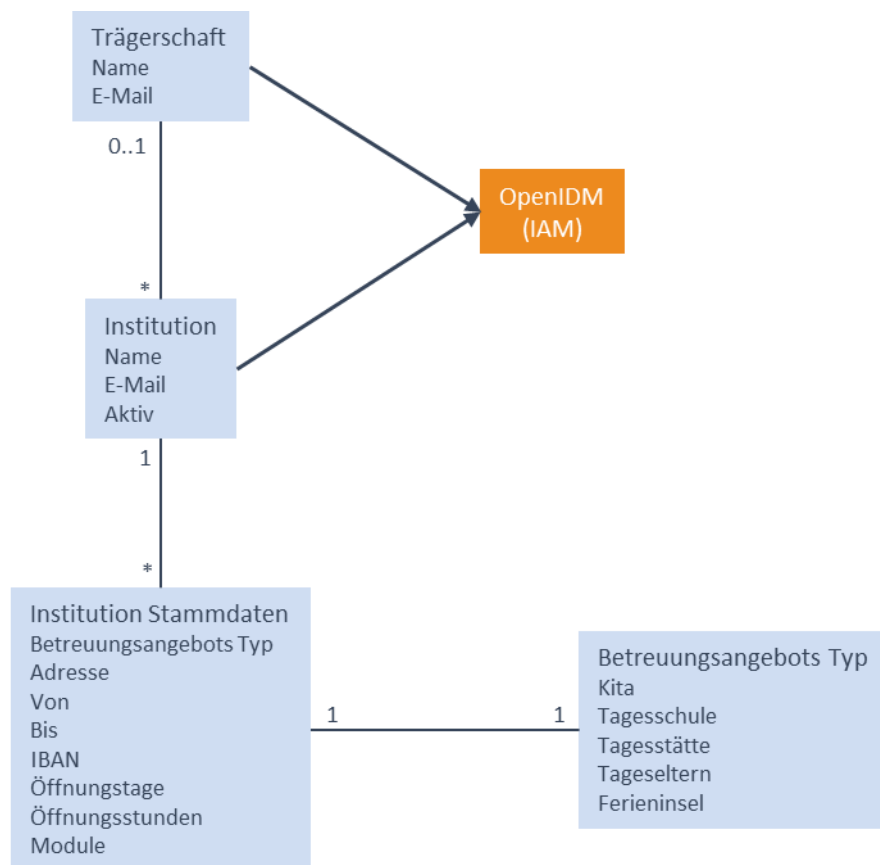 Trägerschaft
Name
E-Mail
0..1
OpenIDM
(IAM)
*
Institution
Name
E-Mail
Aktiv
1
*
Institution Stammdaten
Betreuungsangebots Typ
Adresse
Von
Bis
IBAN
Öffnungstage
Öffnungsstunden
Module
1
1
Betreuungsangebots Typ
Kita
Tagesschule
Tagesstätte
Tageseltern
Ferieninsel